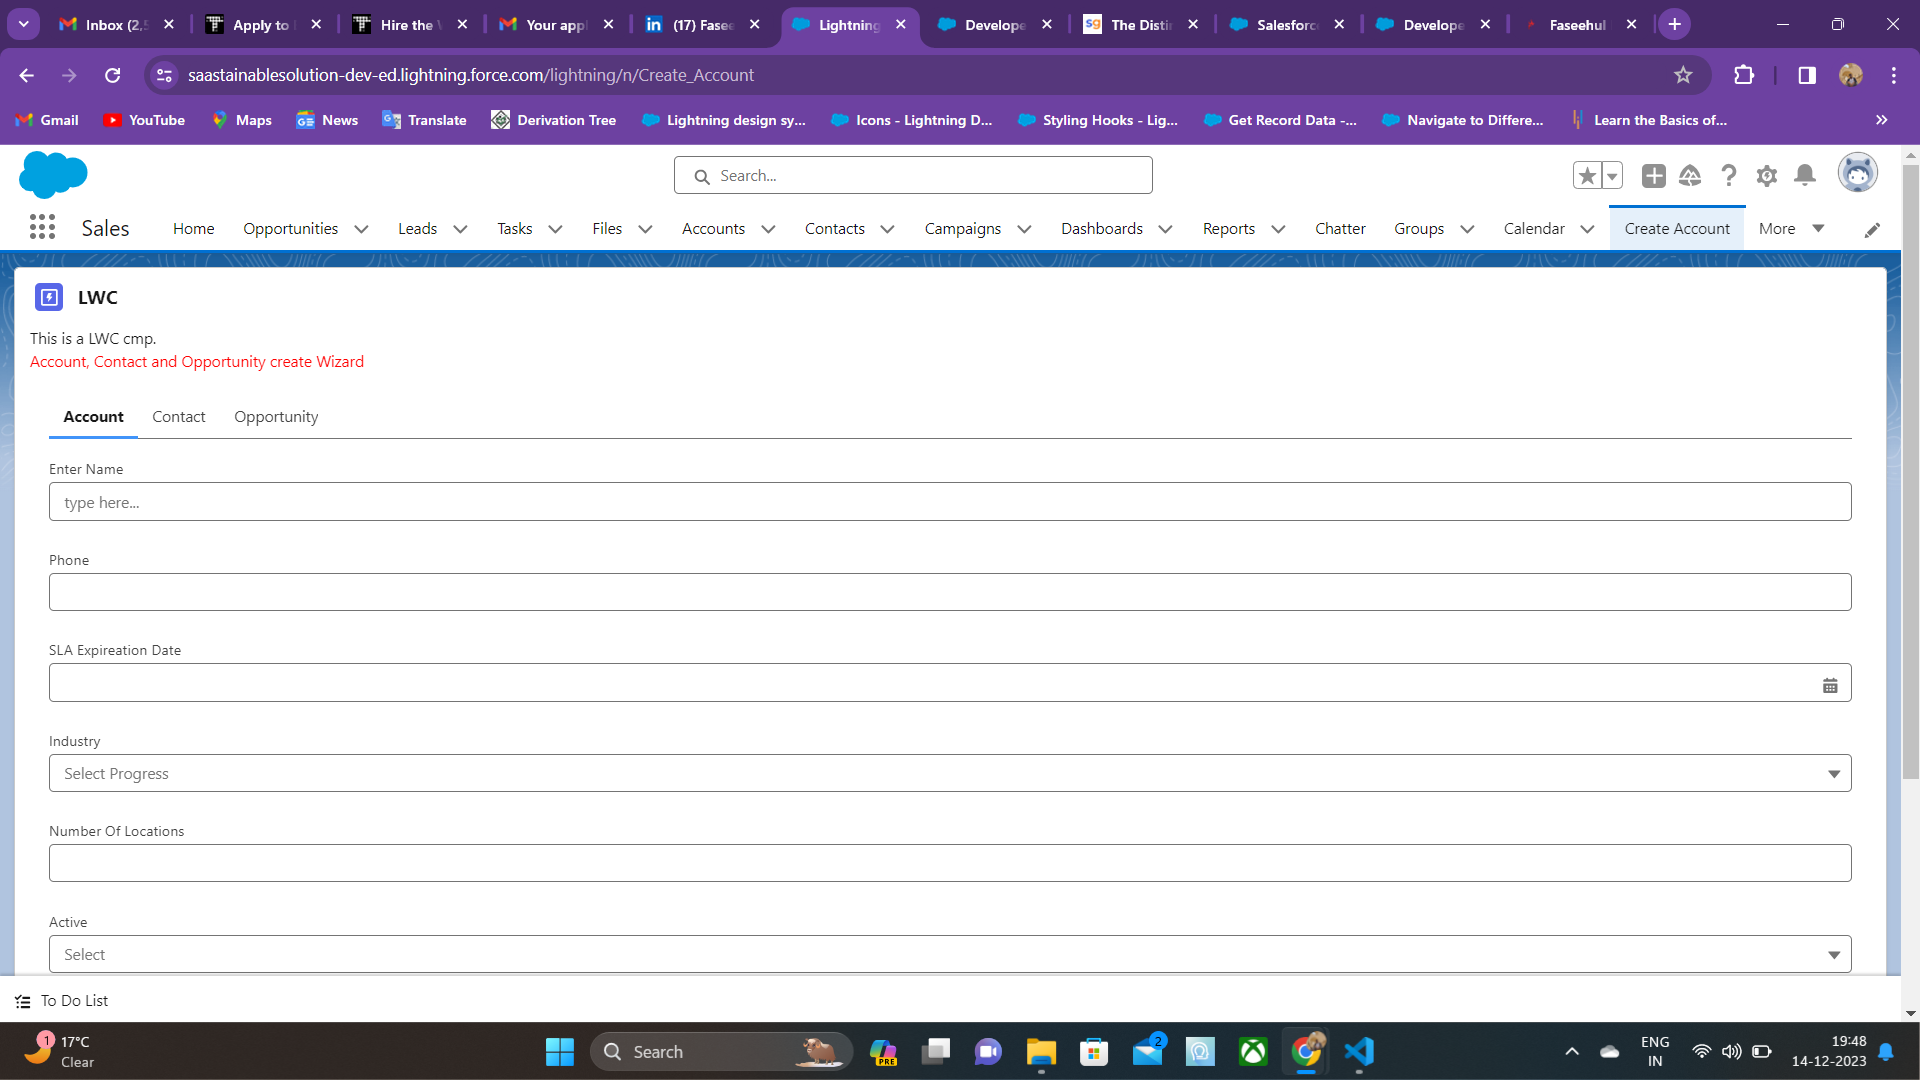 Inbox (2,5
Apply to
Hire the
Your appl
(17) Fasee
Lightning
Develope
The Disti
Salesforc
Develope
Faseehul
saastainablesolution-dev-ed.lightning.force.com/lightning/n/Create_Account
Gmail
YouTube
Maps
News
Translate
Derivation Tree
Lightning design sy...
Icons - Lightning D...
Styling Hooks - Lig...
Get Record Data -...
Navigate to Differe...
Learn the Basics of...
Search...
Sales
Home
Opportunities
Leads
Tasks
Files
Accounts
Contacts
Campaigns
Dashboards
Reports
Chatter
Groups
Calendar
Create Account
More
LWC
This is a LWC cmp.
Account, Contact and Opportunity create Wizard
Account
Contact
Opportunity
Enter Name
type here...
Phone
SLA Expireation Date
Industry
Select Progress
Number Of Locations
Active
Select
To Do List
1
17°C
Clear
Search
PRE
2
ENG
IN
19:48
14-12-2023